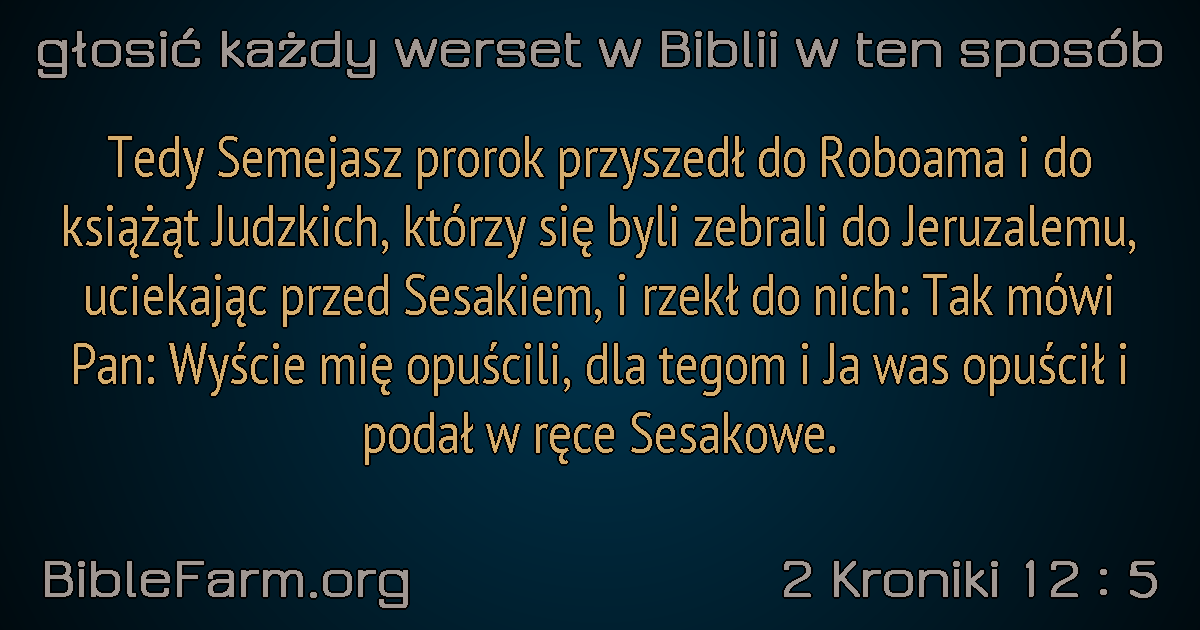 głosić każdy werset w Biblii w ten sposób
Tedy Semejasz prorok przyszedł do Roboama i do
książąt Judzkich, którzy się byli zebrali do Jeruzalemu,
uciekając przed Sesakiem, i rzekł do nich: Tak mówi
Pan: Wyście mię opuścili, dla tegom i Ja was opuścił i
podał w ręce Sesakowe.
BibleFarm.org
2 Kroniki 12 : 5